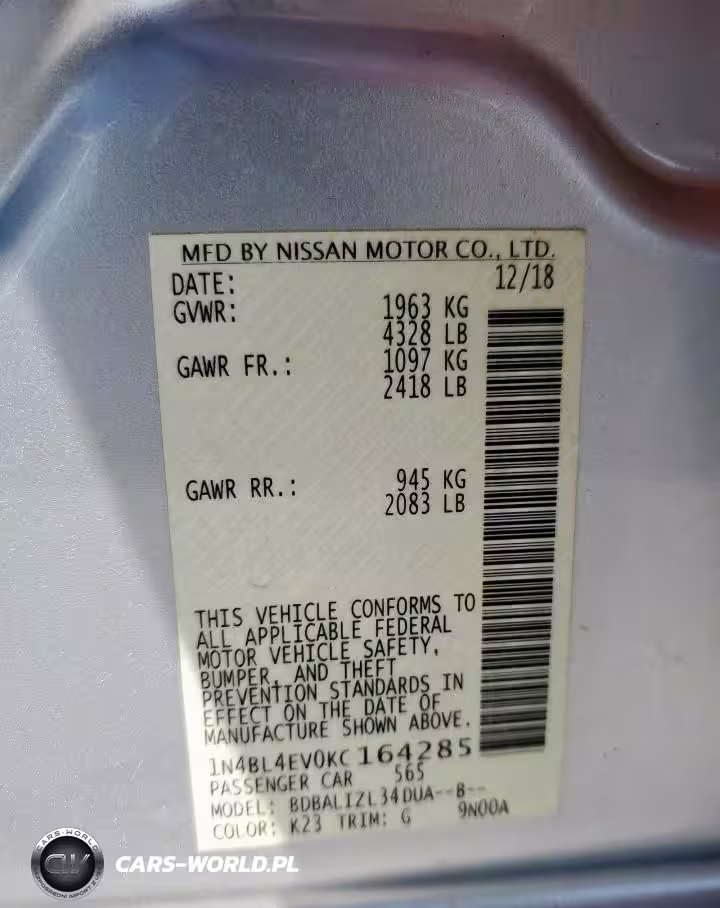 MFD BY NISSAN MOTOR CO., LTD.
DATE: 12/18
GVWR: 1963 KG
4328 LB
GAWR FR.: 1097 KG
2418 LB
GAWR RR.: 945 KG
2083 LB
THIS VEHICLE CONFORMS TO
ALL APPLICABLE FEDERAL
MOTOR VEHICLE SAFETY,
BUMPER, AND THEFT
PREVENTION STANDARDS IN
EFFECT ON THE DATE OF
MANUFACTURE SHOWN ABOVE.
1N4BL4EV0KC164285
PASSENGER CAR 565
MODEL: BDBALIZL34DUA--B--
COLOR: K23 TRIM: G 9N00A
CARS-WORLD
CW
CARS-WORLD.PL